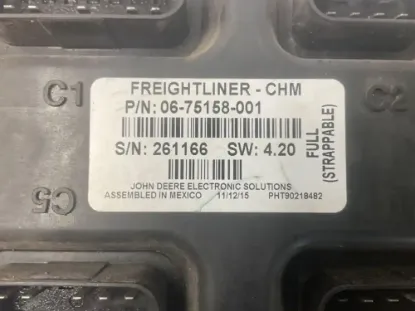 FREIGHTLINER - CHM
P/N: 06-75158-001
S/N: 261166 SW: 4.20
FULL
(STRAPPABLE)
JOHN DEERE ELECTRONIC SOLUTIONS
ASSEMBLED IN MEXICO 11/12/15 PHT90218482
C1
C2
C5